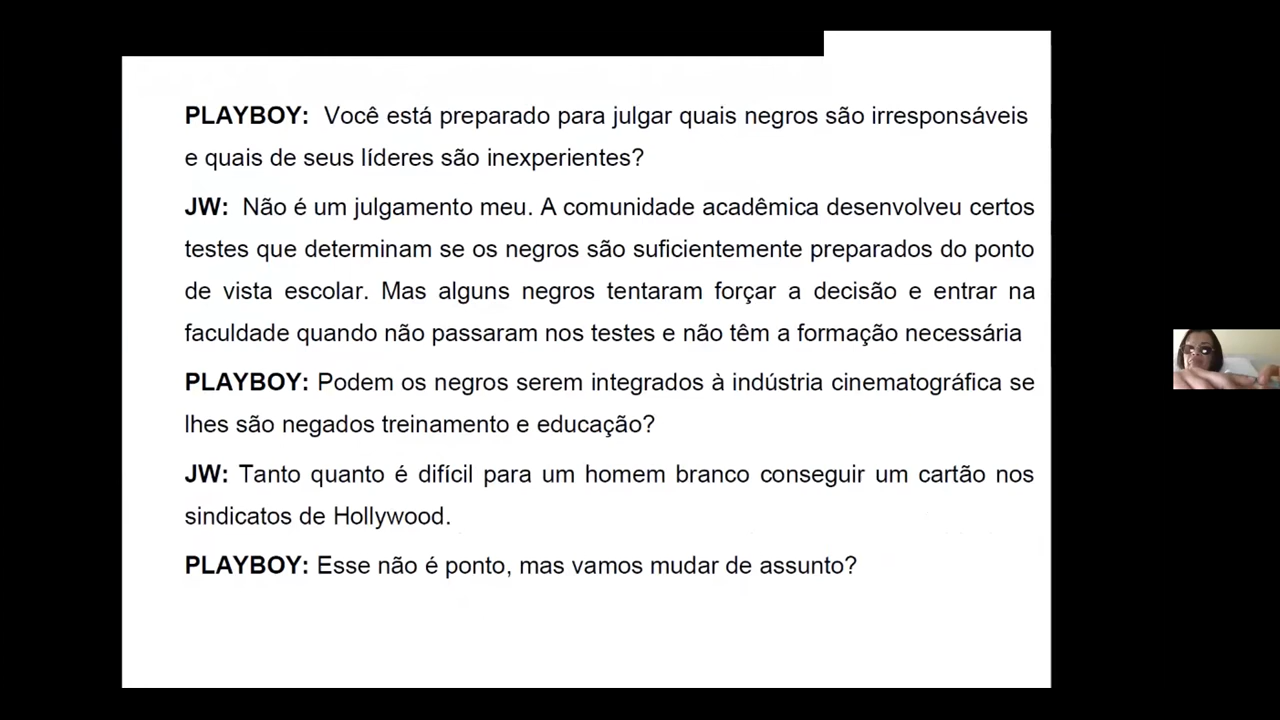 PLAYBOY: Você está preparado para julgar quais negros são irresponsáveis
e quais de seus líderes são inexperientes?
JW: Não é um julgamento meu. A comunidade acadêmica desenvolveu certos
testes que determinam se os negros são suficientemente preparados do ponto
de vista escolar. Mas alguns negros tentaram forçar a decisão e entrar na
faculdade quando não passaram nos testes e não têm a formação necessária
PLAYBOY: Podem os negros serem integrados à indústria cinematográfica se
lhes são negados treinamento e educação?
JW: Tanto quanto é difícil para um homem branco conseguir um cartão nos
sindicatos de Hollywood.
PLAYBOY: Esse não é ponto, mas vamos mudar de assunto?